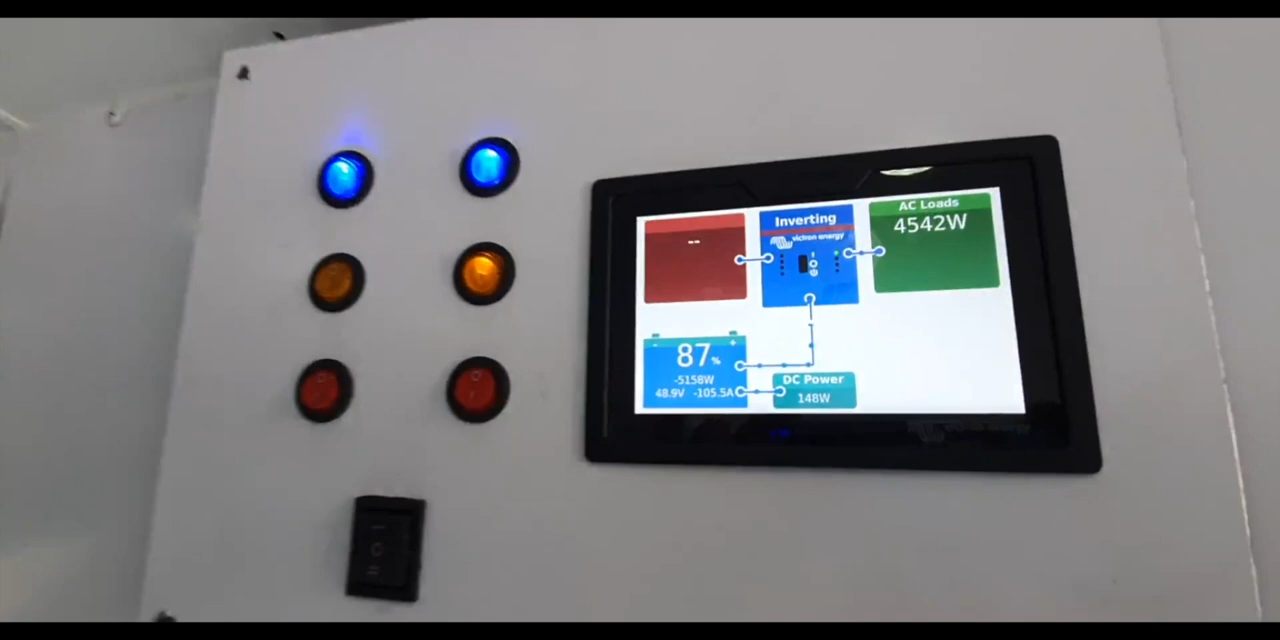 --
Inverting
victron energy
AC Loads
4542W
87%
-5158W
48.9V -105.5A
DC Power
148W